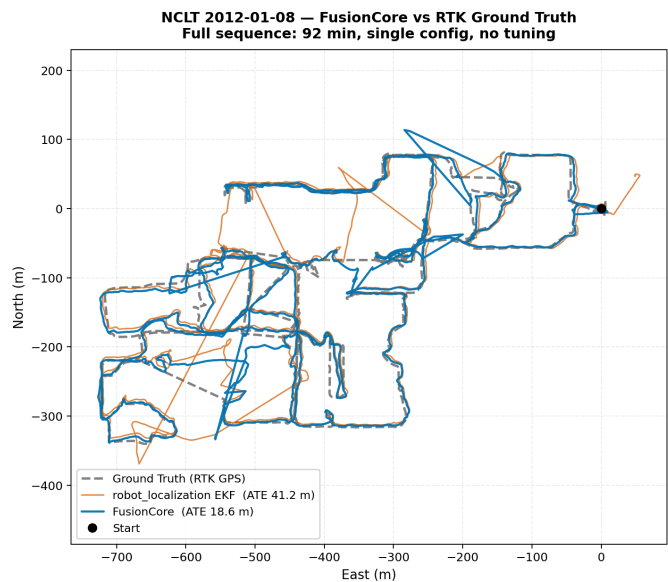 NCLT 2012-01-08 — FusionCore vs RTK Ground Truth
Full sequence: 92 min, single config, no tuning
North (m)
200
100
0
−100
−200
−300
−400
Ground Truth (RTK GPS)
robot_localization EKF  (ATE 41.2 m)
FusionCore  (ATE 18.6 m)
Start
−700 −600 −500 −400 −300 −200 −100 0
East (m)